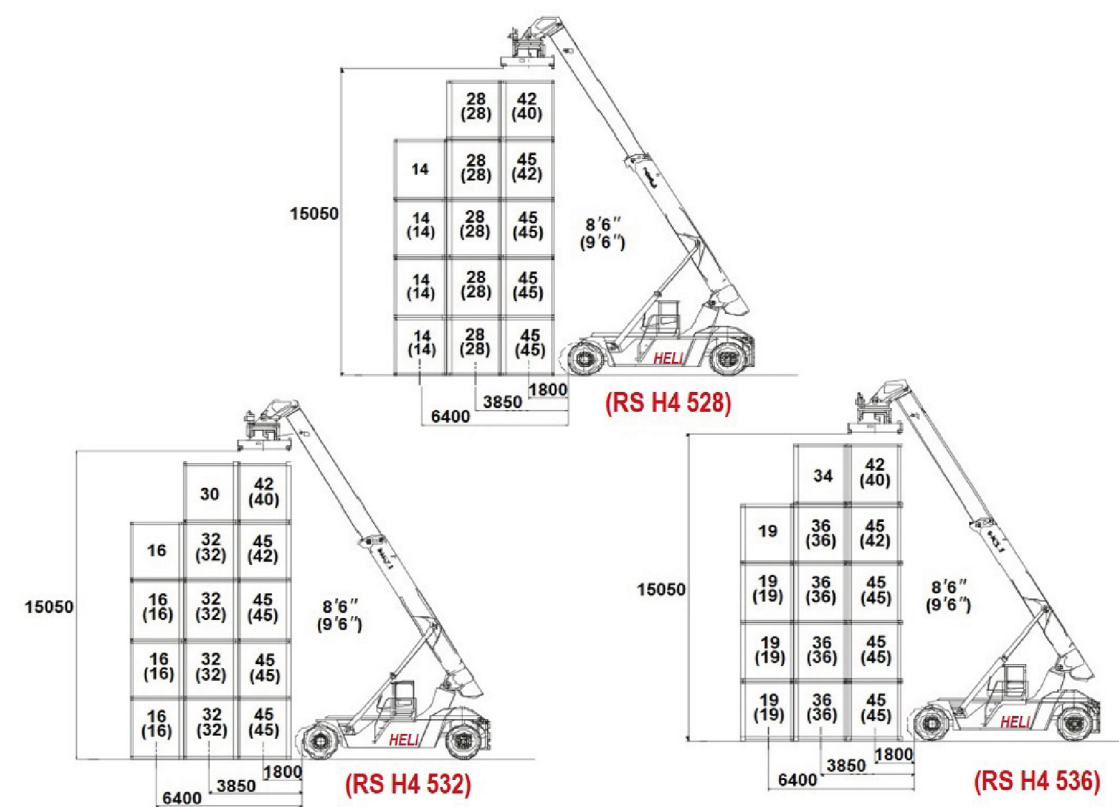 28 42
(28) (40)
14 28 45
(28) (42)
15050
14 28 45
(14) (28) (45)
8'6"
(9'6")
14 28 45
(14) (28) (45)
14 28 45
(14) (28) (45)
HELI
1800
3850
6400
(RS H4 528)
30 42
(40)
16 32 45
(32) (42)
15050
16 32 45
(16) (32) (45)
8'6"
(9'6")
16 32 45
(16) (32) (45)
16 32 45
(16) (32) (45)
HELI
1800
3850
6400
(RS H4 532)
34 42
(40)
19 36 45
(36) (42)
15050
19 36 45
(19) (36) (45)
8'6"
(9'6")
19 36 45
(19) (36) (45)
19 36 45
(19) (36) (45)
HELI
1800
3850
6400
(RS H4 536)